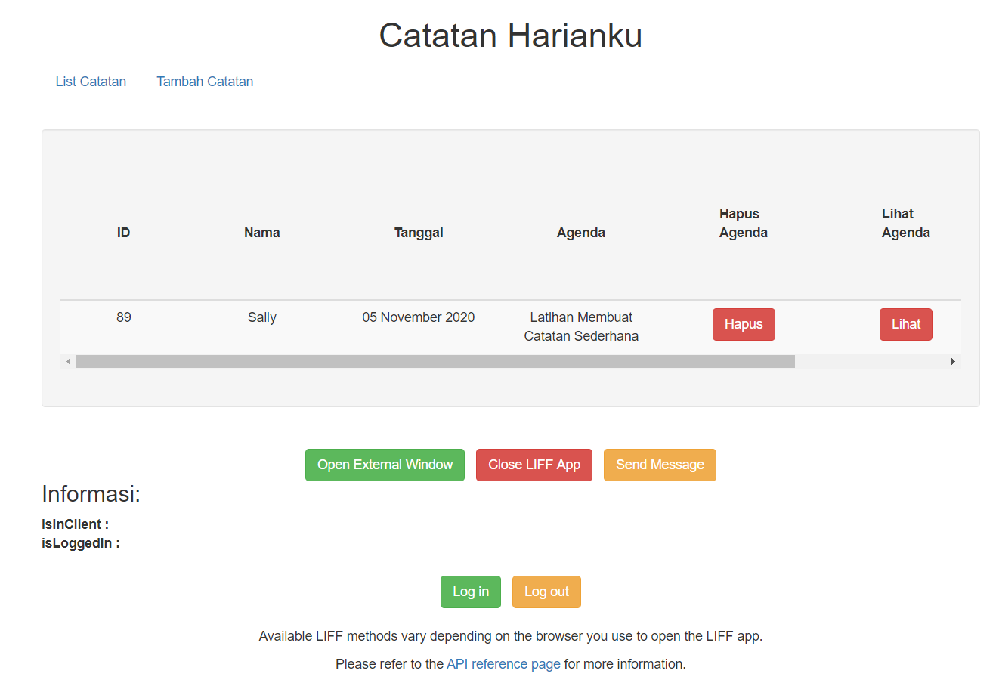 Catatan Harianku
List Catatan Tambah Catatan
ID Nama Tanggal Agenda Hapus Agenda Lihat Agenda
89 Sally 05 November 2020 Latihan Membuat Catatan Sederhana Hapus Lihat
Open External Window Close LIFF App Send Message
Informasi:
isInClient :
isLoggedIn :
Log in Log out
Available LIFF methods vary depending on the browser you use to open the LIFF app.
Please refer to the API reference page for more information.